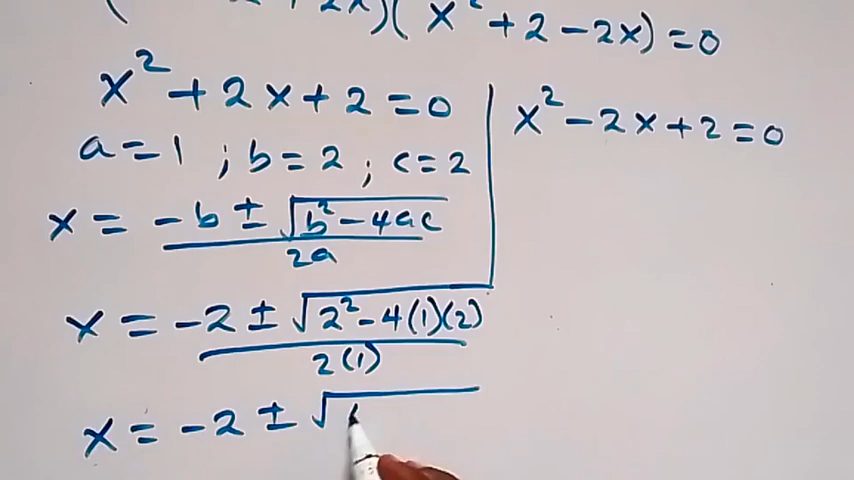 +2x)(x²+2-2x)=0
x²+2x+2=0
a=1 ; b=2 ; c=2
x = -b ± √b²-4ac / 2a
x = -2 ± √2²-4(1)(2) / 2(1)
x = -2 ± √
x²-2x+2=0